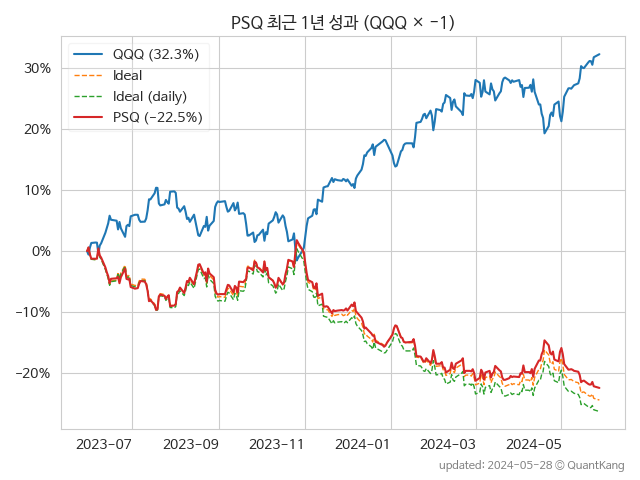 PSQ 최근 1년 성과 (QQQ × −1)
QQQ (32.3%)
Ideal
Ideal (daily)
PSQ (−22.5%)
30%
20%
10%
0%
−10%
−20%
2023-07
2023-09
2023-11
2024-01
2024-03
2024-05
updated: 2024-05-28 © QuantKang